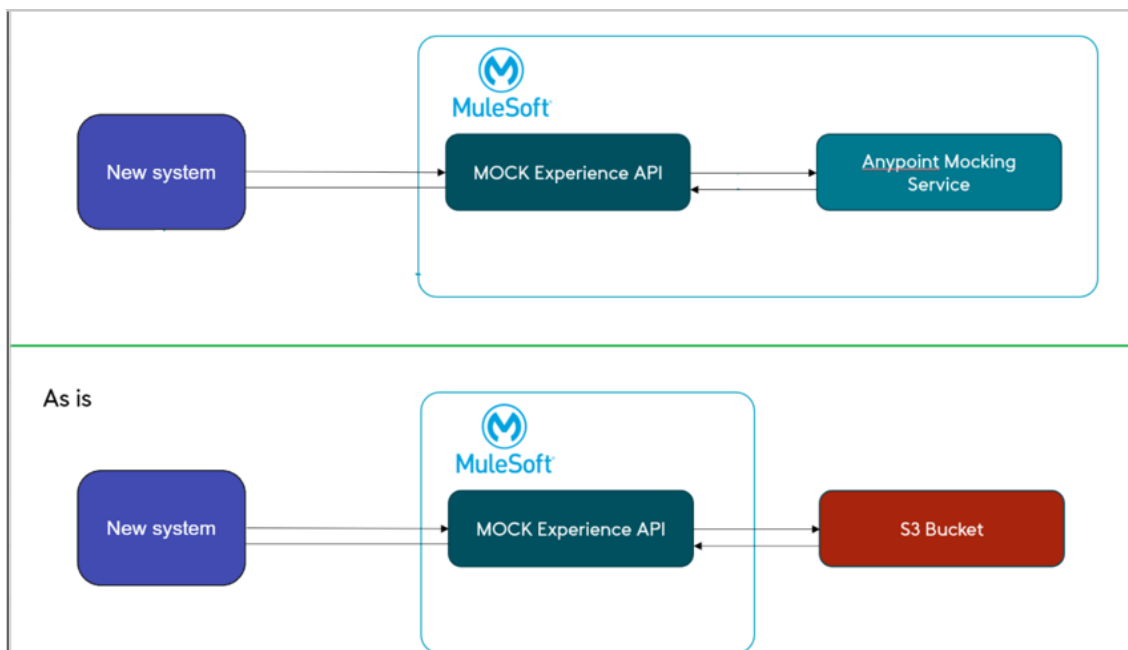 MuleSoft
New system
MOCK Experience API
Anypoint Mocking
Service
As is
MuleSoft
New system
MOCK Experience API
S3 Bucket